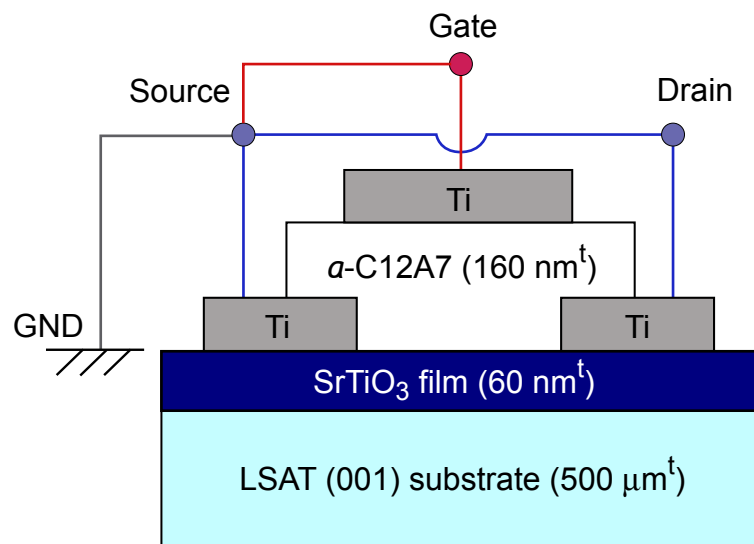 Gate
Source
Drain
Ti
a-C12A7 (160 nmᵗ)
GND
Ti
Ti
SrTiO₃ film (60 nmᵗ)
LSAT (001) substrate (500 μmᵗ)